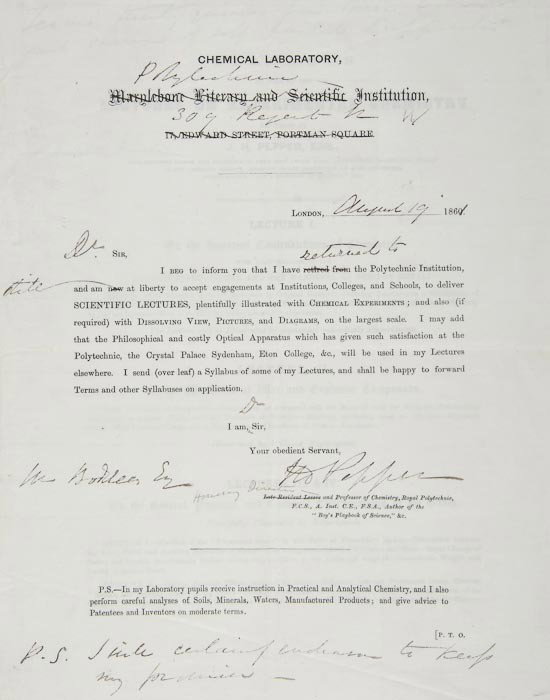 CHEMICAL LABORATORY,
Polytechnic
Marylebone Literary and Scientific Institution,
309 Regent St W
17, EDWARD STREET, PORTMAN SQUARE.
LONDON, August 19 1861.
Dr. SIR,
returned to
I BEG to inform you that I have retired from the Polytechnic Institution,
and am now at liberty to accept engagements at Institutions, Colleges, and Schools, to deliver
SCIENTIFIC LECTURES, plentifully illustrated with CHEMICAL EXPERIMENTS; and also (if
required) with DISSOLVING VIEW, PICTURES, and DIAGRAMS, on the largest scale. I may add
that the Philosophical and costly Optical Apparatus which has given such satisfaction at the
Polytechnic, the Crystal Palace Sydenham, Eton College, &c., will be used in my Lectures
elsewhere. I send (over leaf) a Syllabus of some of my Lectures, and shall be happy to forward
Terms and other Syllabuses on application.
Dr
I am, Sir,
Your obedient Servant,
Pepper
Esq
Honorary Director
Late Resident Lessee and Professor of Chemistry, Royal Polytechnic,
F.C.S., A. Inst. C.E., F.S.A., Author of the
"Boy's Playbook of Science," &c.
P.S.—In my Laboratory pupils receive instruction in Practical and Analytical Chemistry, and I also
perform careful analyses of Soils, Minerals, Waters, Manufactured Products; and give advice to
Patentees and Inventors on moderate terms.
[P. T. O.
P.S. I will certainly endeavour to keep
my promise —